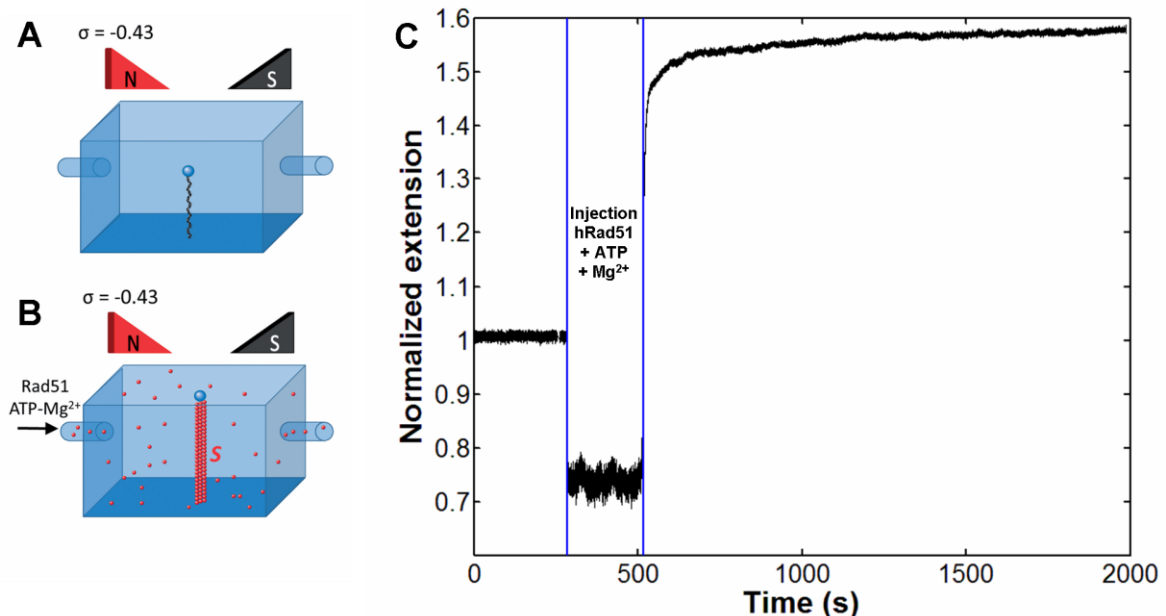 A
σ = -0.43
N
S
B
σ = -0.43
N
S
Rad51
ATP-Mg²⁺
S
C
Normalized extension
1.6
1.5
1.4
1.3
1.2
1.1
1
0.9
0.8
0.7
Injection
hRad51
+ ATP
+ Mg²⁺
0
500
1000
1500
2000
Time (s)